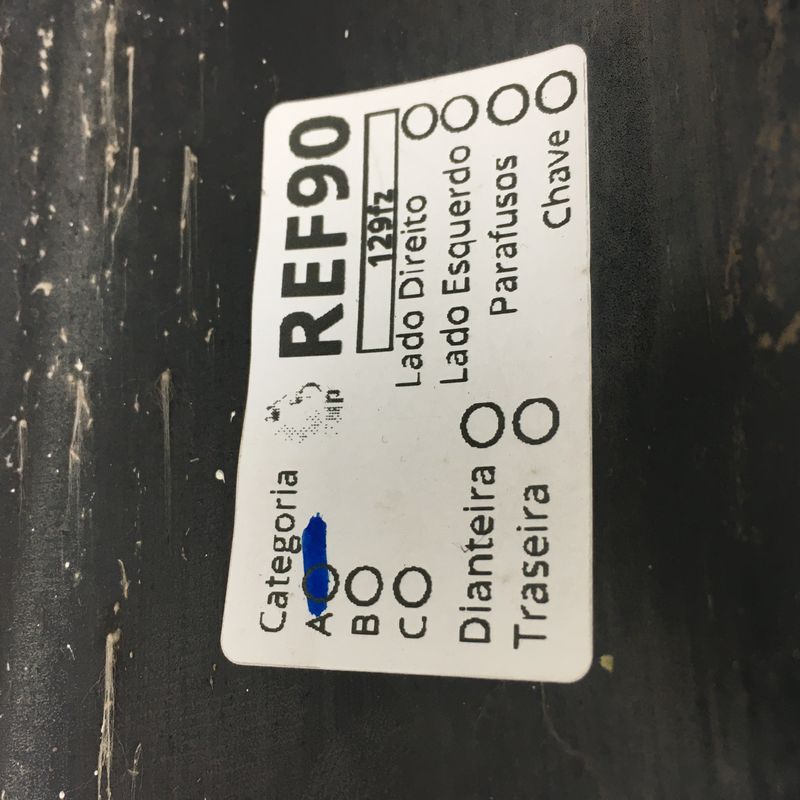 Categoria
A
B
C
Dianteira
Traseira
REF90
129fz
Lado Direito
Lado Esquerdo
Parafusos
Chave